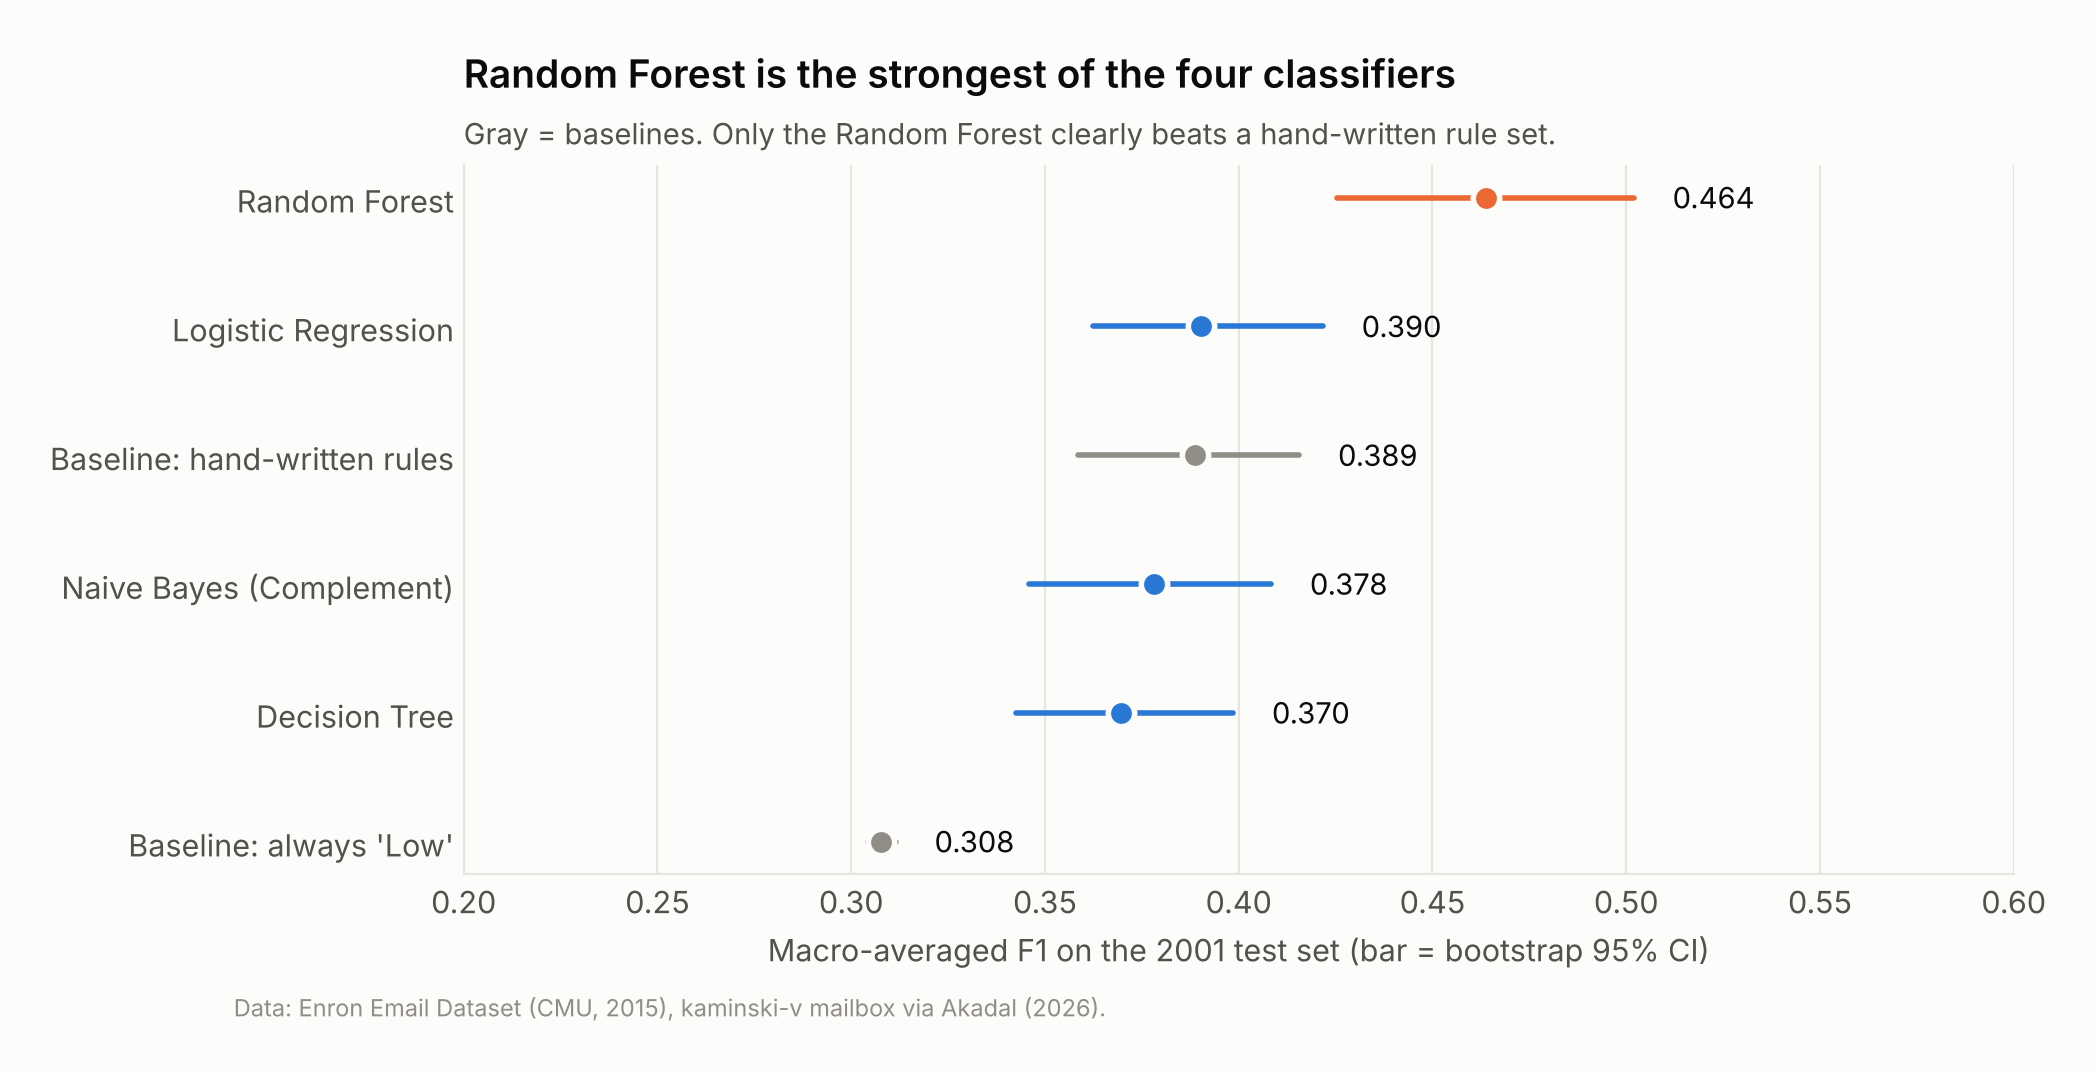 Random Forest is the strongest of the four classifiers
Gray = baselines. Only the Random Forest clearly beats a hand-written rule set.
Random Forest 0.464
Logistic Regression 0.390
Baseline: hand-written rules 0.389
Naive Bayes (Complement) 0.378
Decision Tree 0.370
Baseline: always 'Low' 0.308
0.20 0.25 0.30 0.35 0.40 0.45 0.50 0.55 0.60
Macro-averaged F1 on the 2001 test set (bar = bootstrap 95% CI)
Data: Enron Email Dataset (CMU, 2015), kaminski-v mailbox via Akadal (2026).